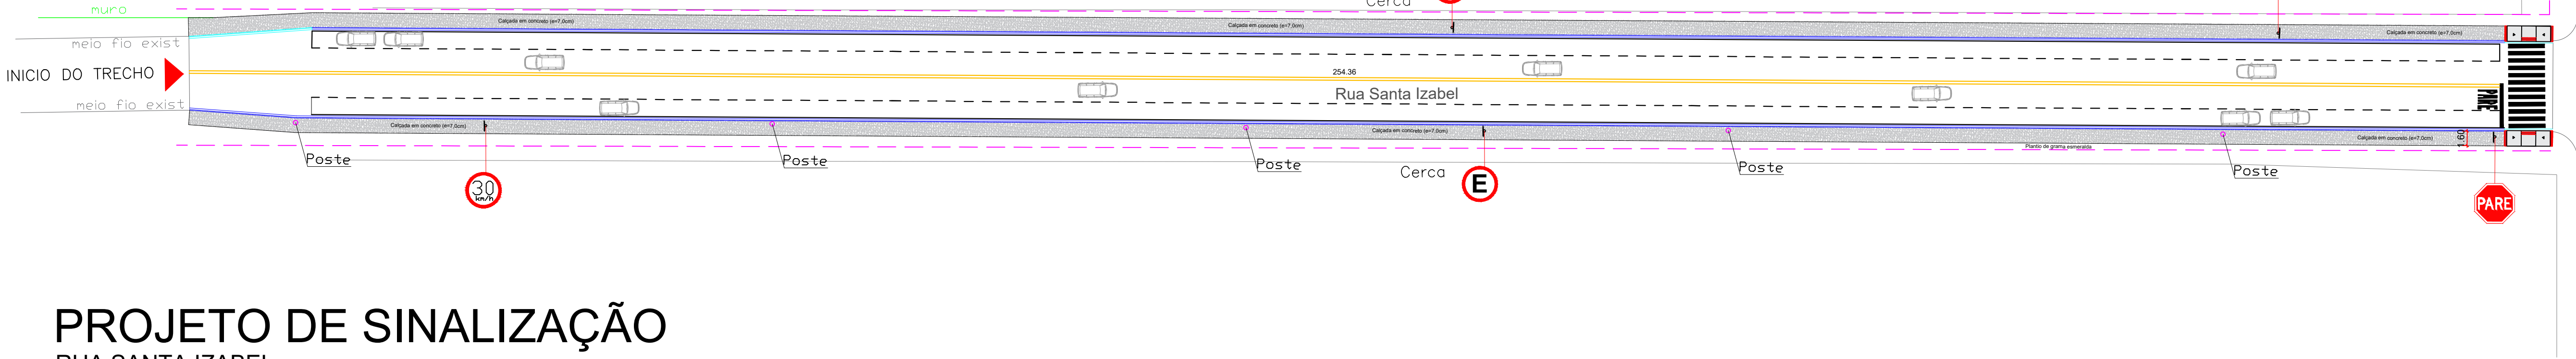 muro
Cerca
Calçada em concreto (e=7,0cm)
Calçada em concreto (e=7,0cm)
Calçada em concreto (e=7,0cm)
meio fio exist
INICIO DO TRECHO
254.36
Rua Santa Izabel
PARE
meio fio exist
Calçada em concreto (e=7,0cm)
Calçada em concreto (e=7,0cm)
Calçada em concreto (e=7,0cm)
1.60
Plantio de grama esmeralda
Poste
Poste
Poste
Poste
Poste
Cerca
30
km/h
E
PARE
PROJETO DE SINALIZAÇÃO
RUA SANTA IZABEL